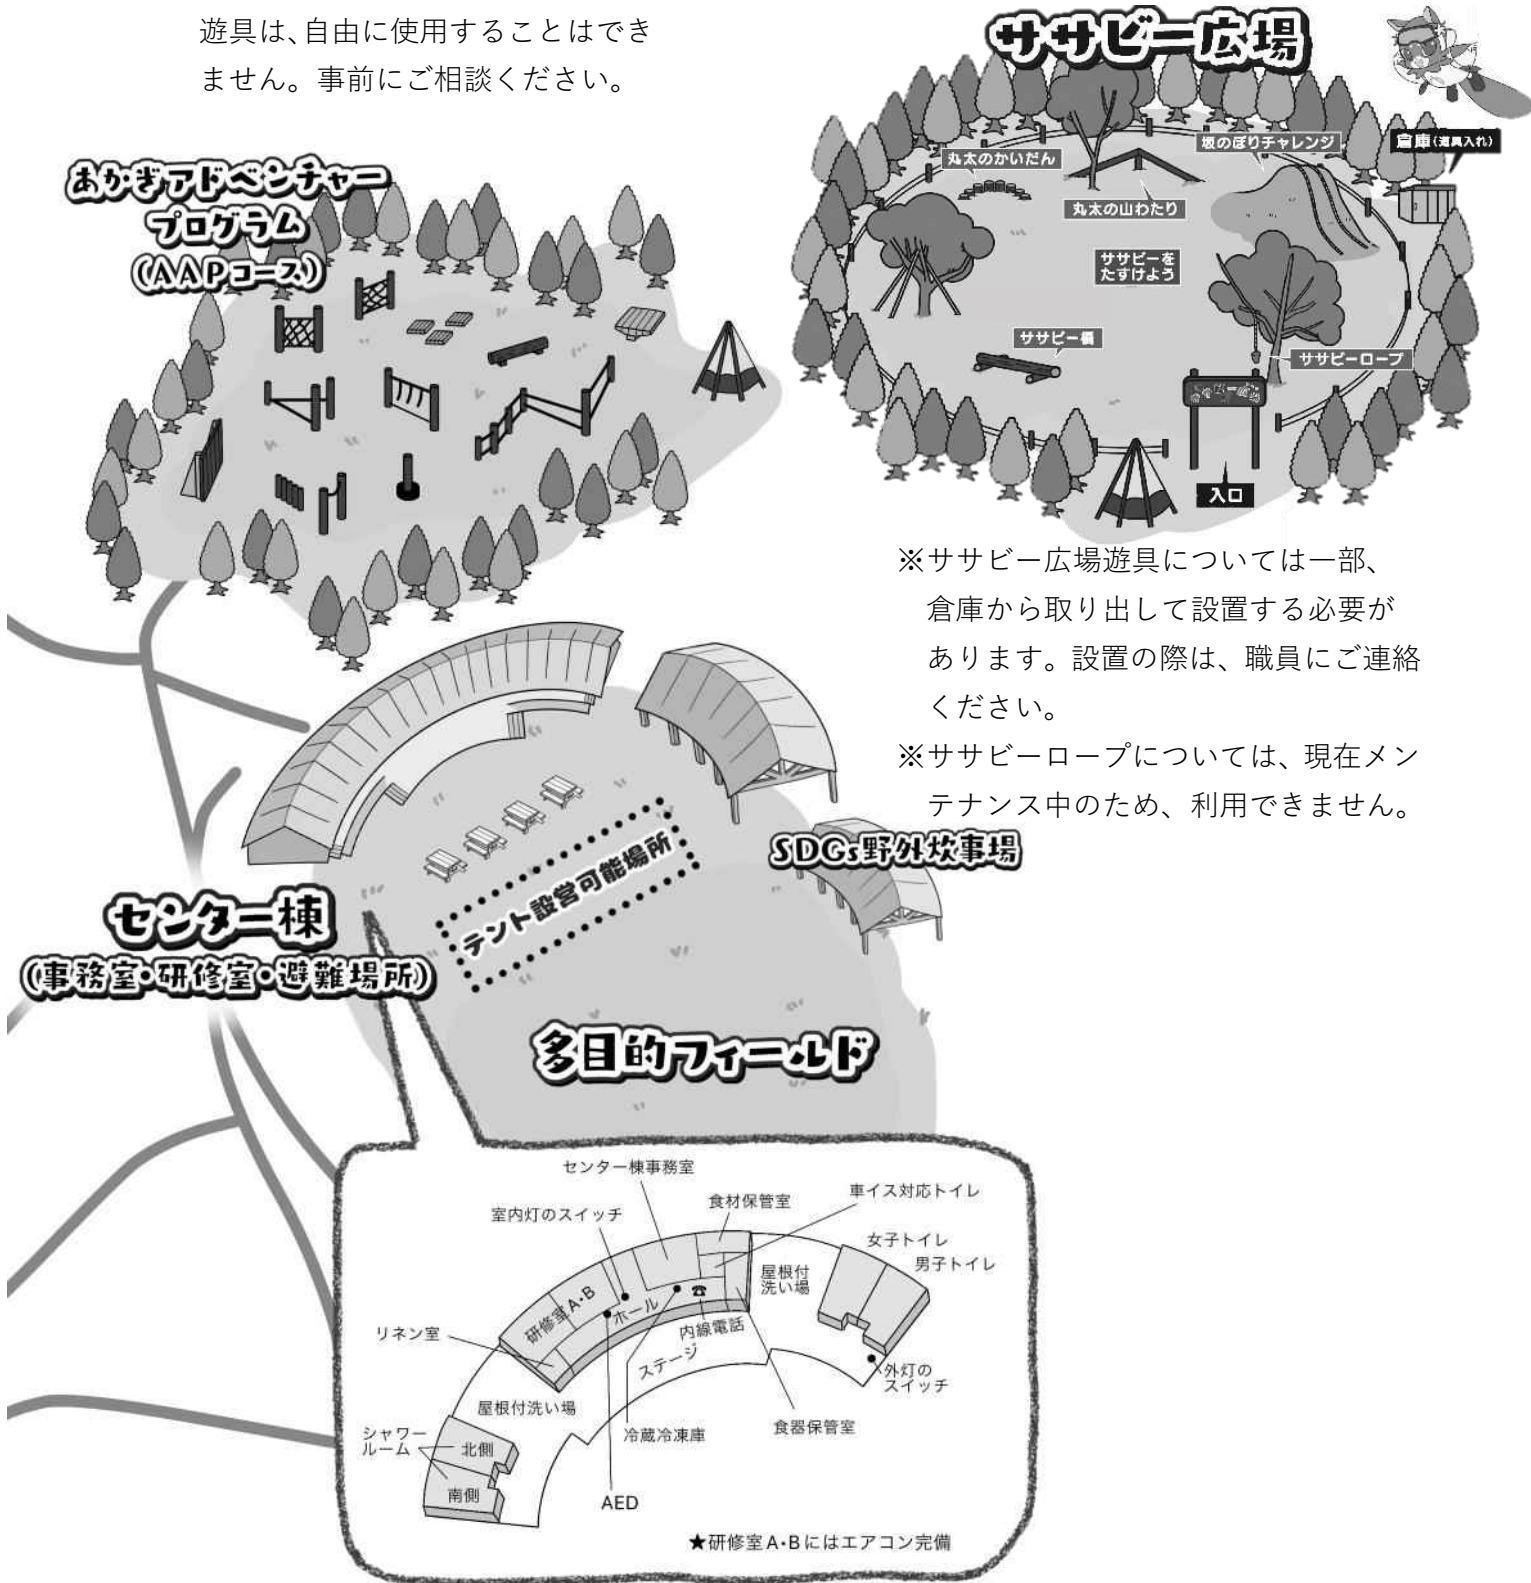 遊具は、自由に使用することはでき
ません。事前にご相談ください。
ササビー広場
あかぎアドベンチャー
プログラム
(AAPコース)
丸太のかいだん
丸太の山わたり
坂のぼりチャレンジ
倉庫(道具入れ)
ササビーを
たすけよう
ササビー橋
ササビーロープ
入口
※ササビー広場遊具については一部、
倉庫から取り出して設置する必要が
あります。設置の際は、職員にご連絡
ください。
※ササビーロープについては、現在メン
テナンス中のため、利用できません。
SDGs野外炊事場
テント設営可能場所
センター棟
(事務室・研修室・避難場所)
多目的フィールド
センター棟事務室
室内灯のスイッチ
食材保管室
車イス対応トイレ
女子トイレ
男子トイレ
屋根付
洗い場
研修室A・B
ホール
内線電話
リネン室
ステージ
外灯の
スイッチ
屋根付洗い場
冷蔵冷凍庫
食器保管室
シャワー
ルーム
北側
南側
AED
★研修室A・Bにはエアコン完備